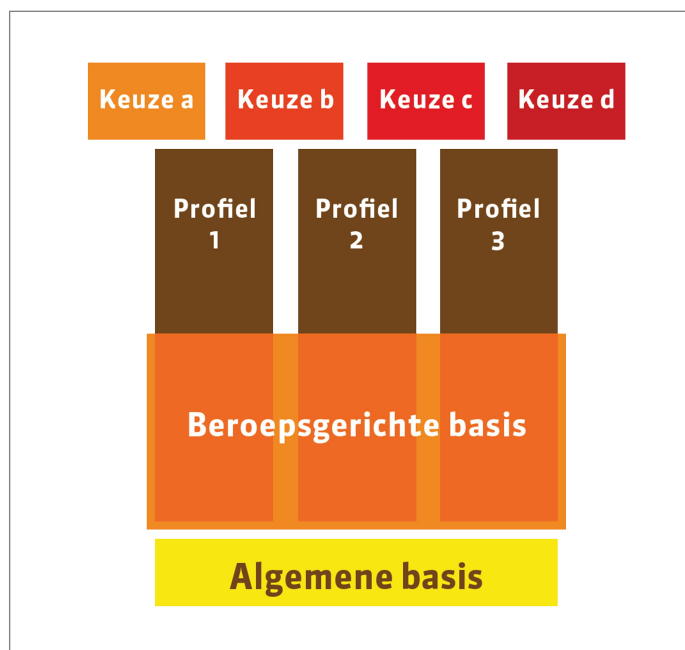 Keuze a
Keuze b
Keuze c
Keuze d
Profiel
1
Profiel
2
Profiel
3
Beroepsgerichte basis
Algemene basis